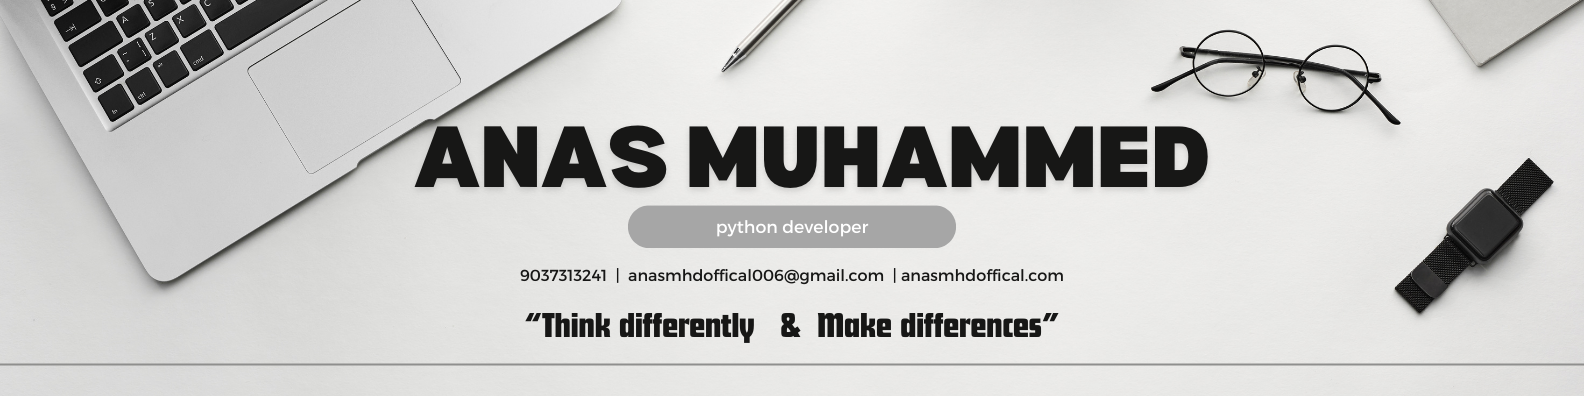 ANAS MUHAMMED
python developer
9037313241 | anasmhdoffical006@gmail.com | anasmhdoffical.com
“Think differently & Make differences”